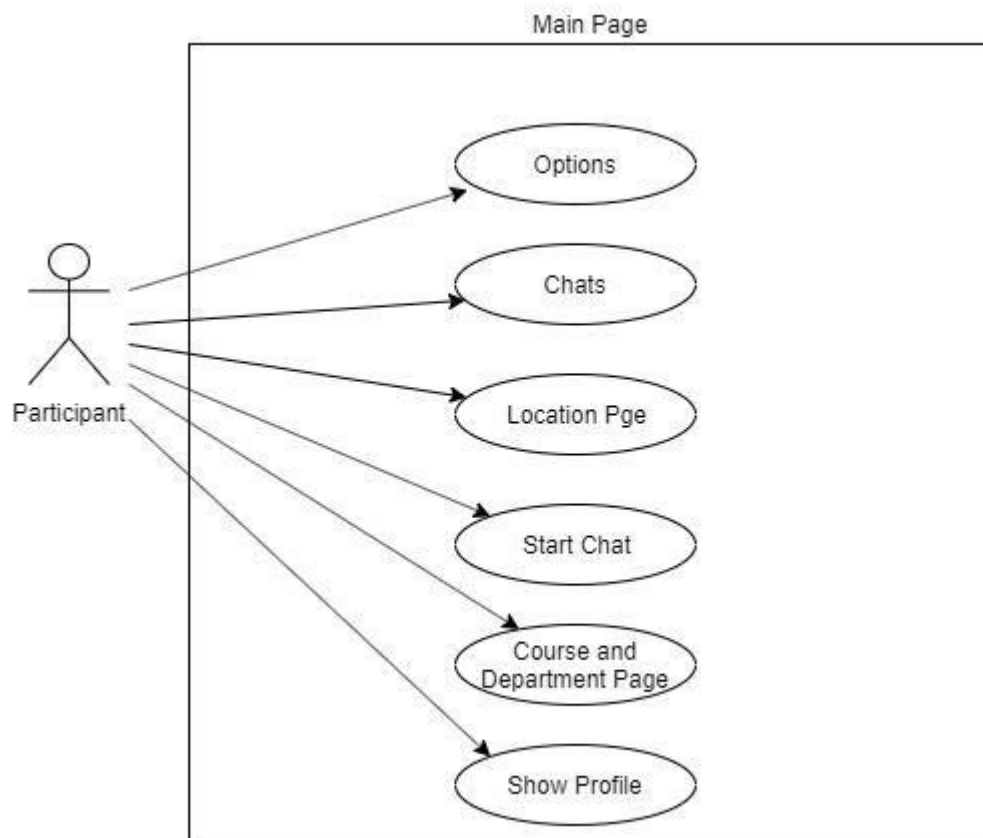 Main Page
Options
Chats
Participant
Location Pge
Start Chat
Course and
Department Page
Show Profile